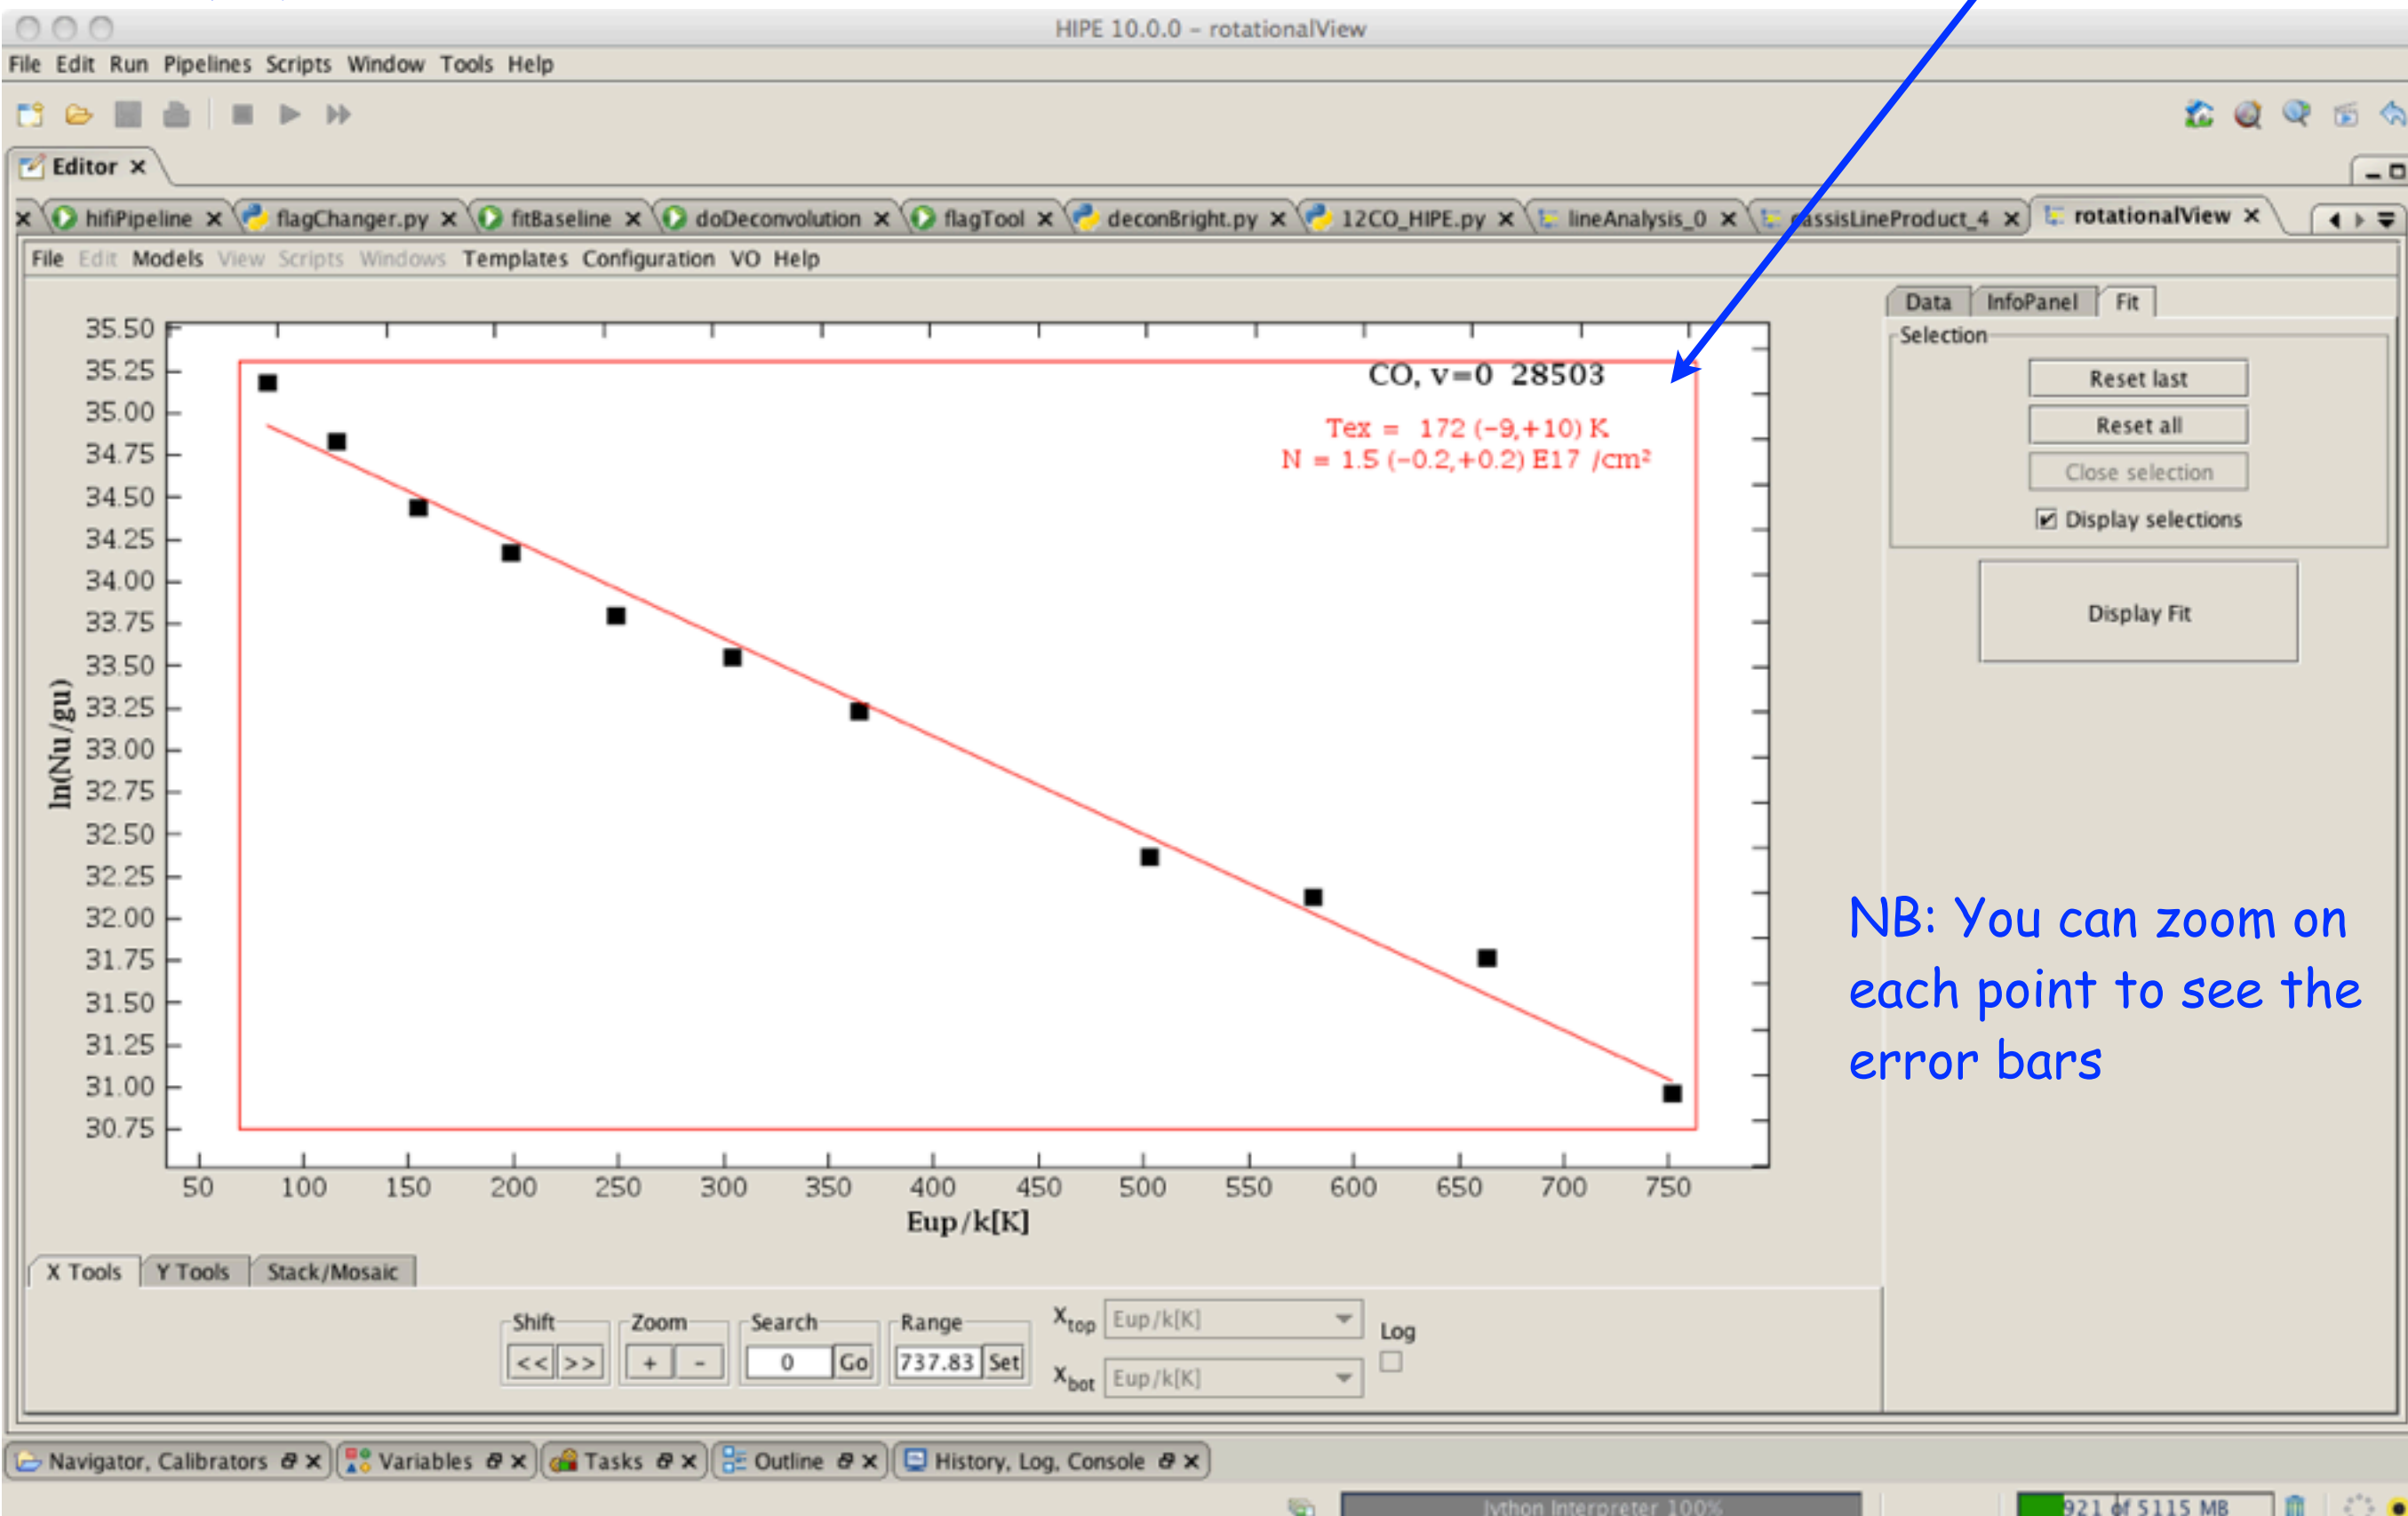 HIPE 10.0.0 – rotationalView
File Edit Run Pipelines Scripts Window Tools Help
Editor
hifiPipeline flagChanger.py fitBaseline doDeconvolution flagTool deconBright.py 12CO_HIPE.py lineAnalysis_0 cassisLineProduct_4 rotationalView
File Edit Models View Scripts Windows Templates Configuration VO Help
Data InfoPanel Fit
Selection
Reset last
Reset all
Close selection
Display selections
Display Fit
CO, v=0 28503
Tex = 172 (−9,+10) K
N = 1.5 (−0.2,+0.2) E17 /cm²
35.50
35.25
35.00
34.75
34.50
34.25
34.00
33.75
33.50
33.25
33.00
32.75
32.50
32.25
32.00
31.75
31.50
31.25
31.00
30.75
ln(Nu/gu)
50 100 150 200 250 300 350 400 450 500 550 600 650 700 750
Eup/k[K]
NB: You can zoom on
each point to see the
error bars
X Tools Y Tools Stack/Mosaic
Shift Zoom Search Range
<< >> + - 0 Go 737.83 Set
Xtop Eup/k[K]
Log
Xbot Eup/k[K]
Navigator, Calibrators Variables Tasks Outline History, Log, Console
Jython Interpreter 100% 921 of 5115 MB